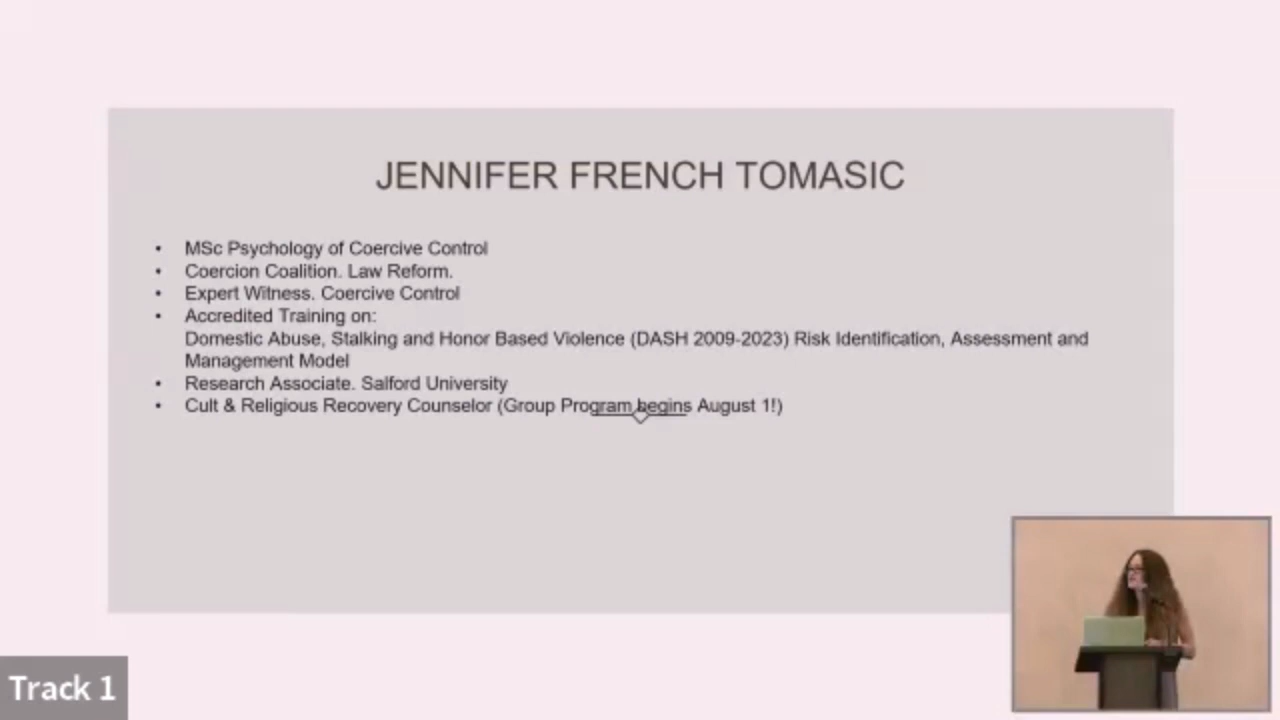 JENNIFER FRENCH TOMASIC
• MSc Psychology of Coercive Control
• Coercion Coalition. Law Reform.
• Expert Witness. Coercive Control
• Accredited Training on:
Domestic Abuse, Stalking and Honor Based Violence (DASH 2009-2023) Risk Identification, Assessment and
Management Model
• Research Associate. Salford University
• Cult & Religious Recovery Counselor (Group Program begins August 1!)
Track 1